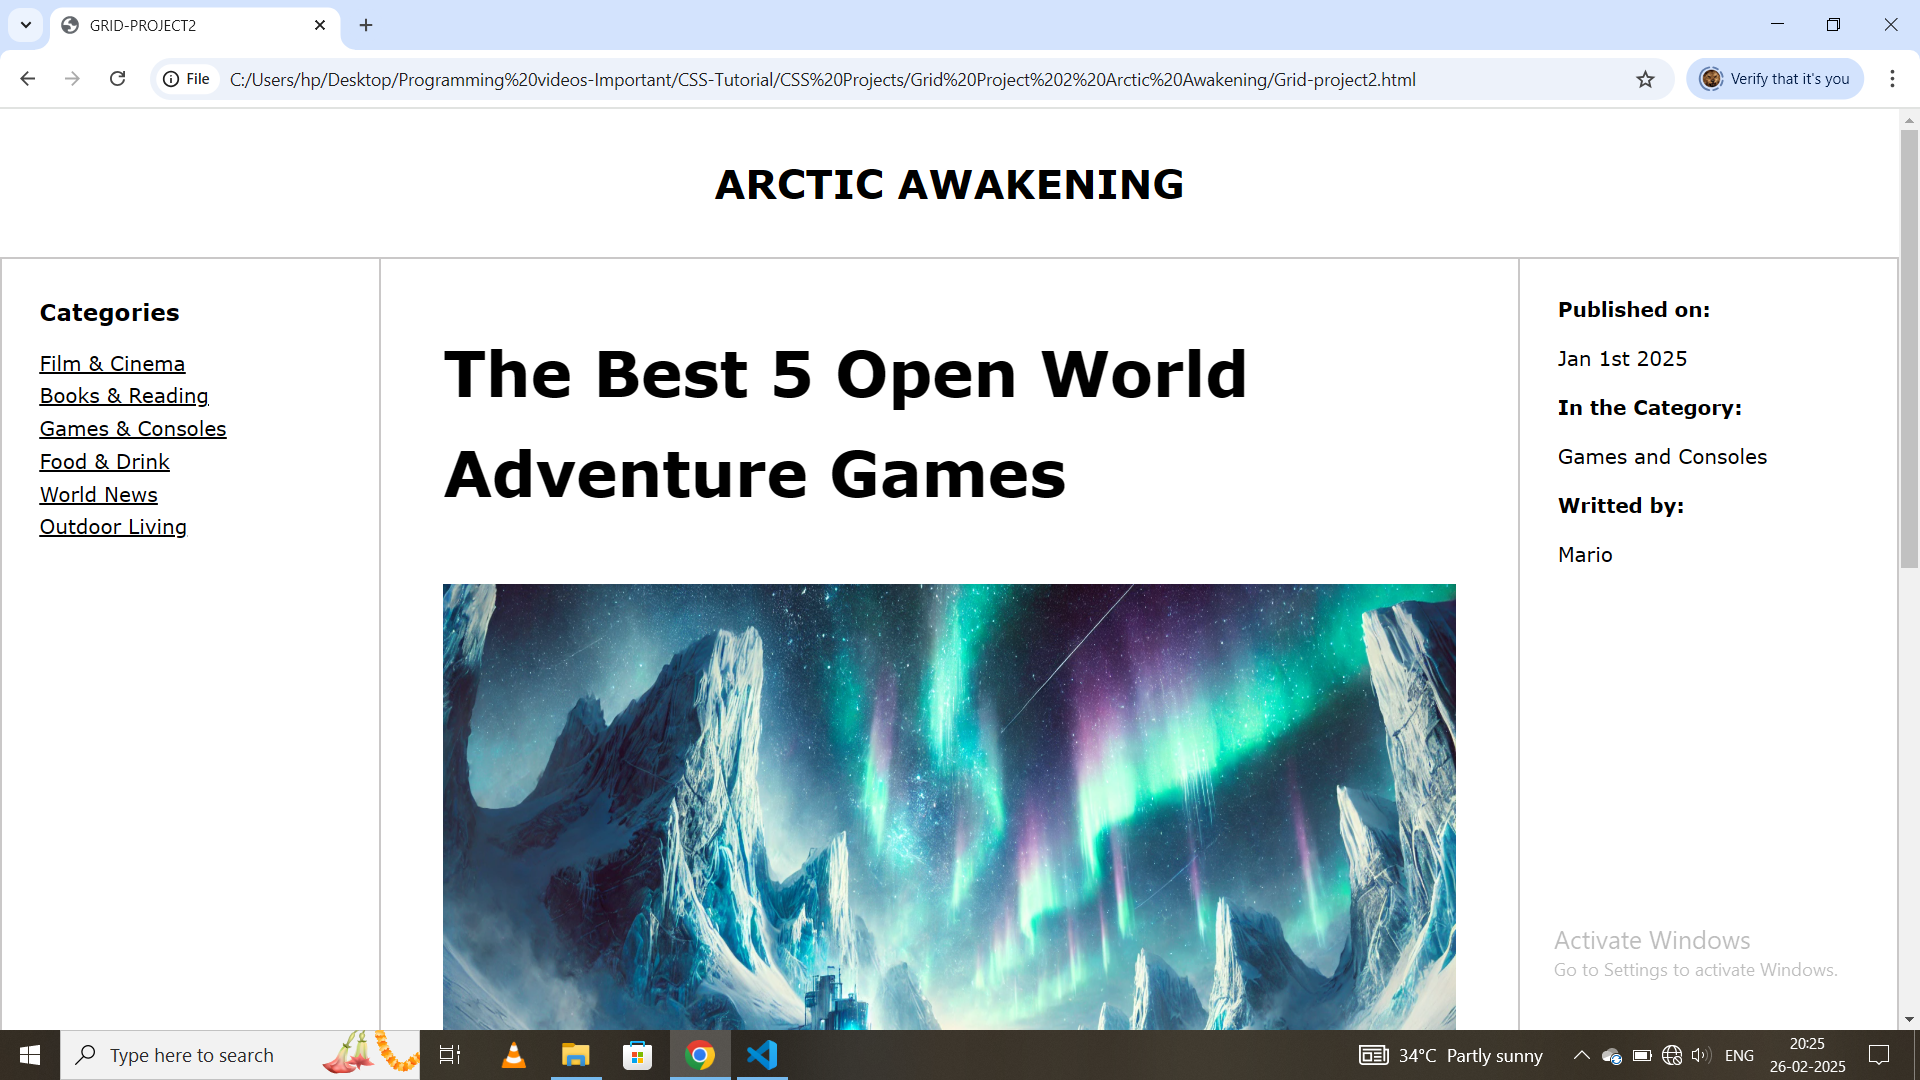 GRID-PROJECT2
File
C:/Users/hp/Desktop/Programming%20videos-Important/CSS-Tutorial/CSS%20Projects/Grid%20Project%202%20Arctic%20Awakening/Grid-project2.html
Verify that it's you
ARCTIC AWAKENING
Categories
Film & Cinema
Books & Reading
Games & Consoles
Food & Drink
World News
Outdoor Living
The Best 5 Open World
Adventure Games
Published on:
Jan 1st 2025
In the Category:
Games and Consoles
Writted by:
Mario
Activate Windows
Go to Settings to activate Windows.
Type here to search
34°C Partly sunny
ENG
20:25
26-02-2025